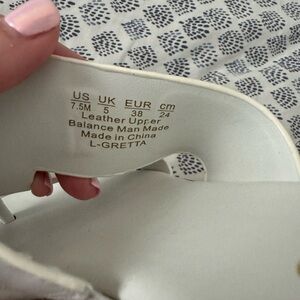 US UK EUR cm
7.5M 5 38 24
Leather Upper
Balance Man Made
Made in China
L-GRETTA